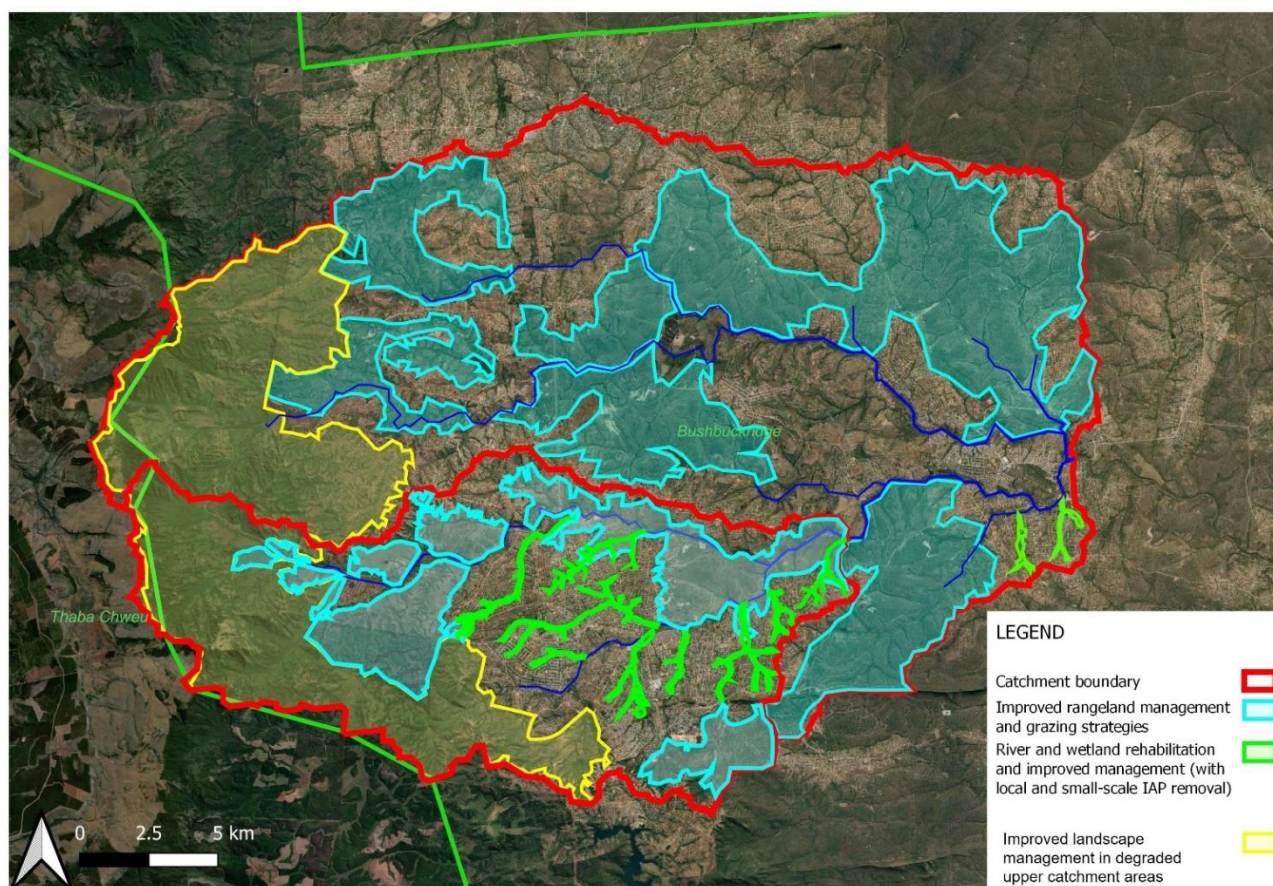 Bushbuckridge
Thaba Chweu
0 2.5 5 km
LEGEND
Catchment boundary
Improved rangeland management
and grazing strategies
River and wetland rehabilitation
and improved management (with
local and small-scale IAP removal)
Improved landscape
management in degraded
upper catchment areas